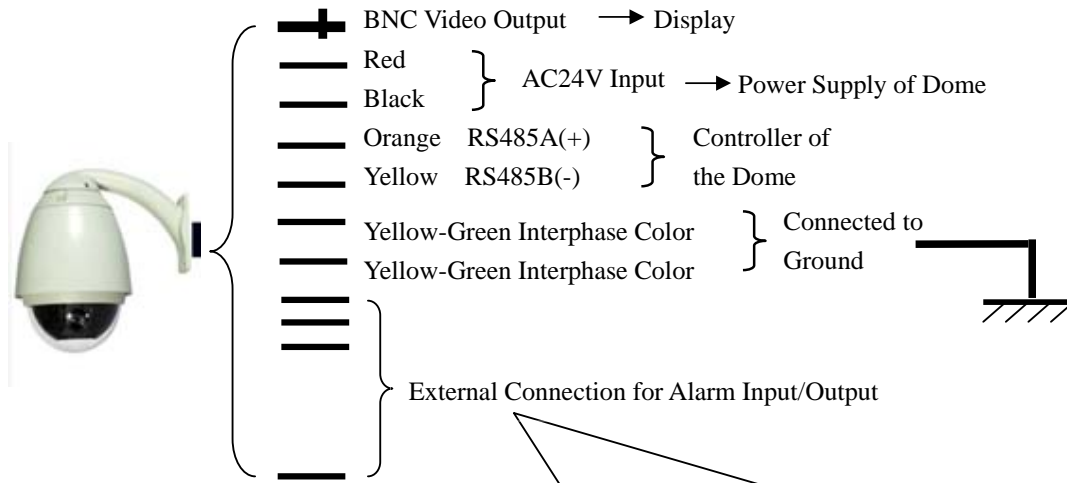 BNC Video Output Display
Red
Black
AC24V Input Power Supply of Dome
Orange RS485A(+)
Yellow RS485B(-)
Controller of
the Dome
Yellow-Green Interphase Color
Yellow-Green Interphase Color
Connected to
Ground
External Connection for Alarm Input/Output